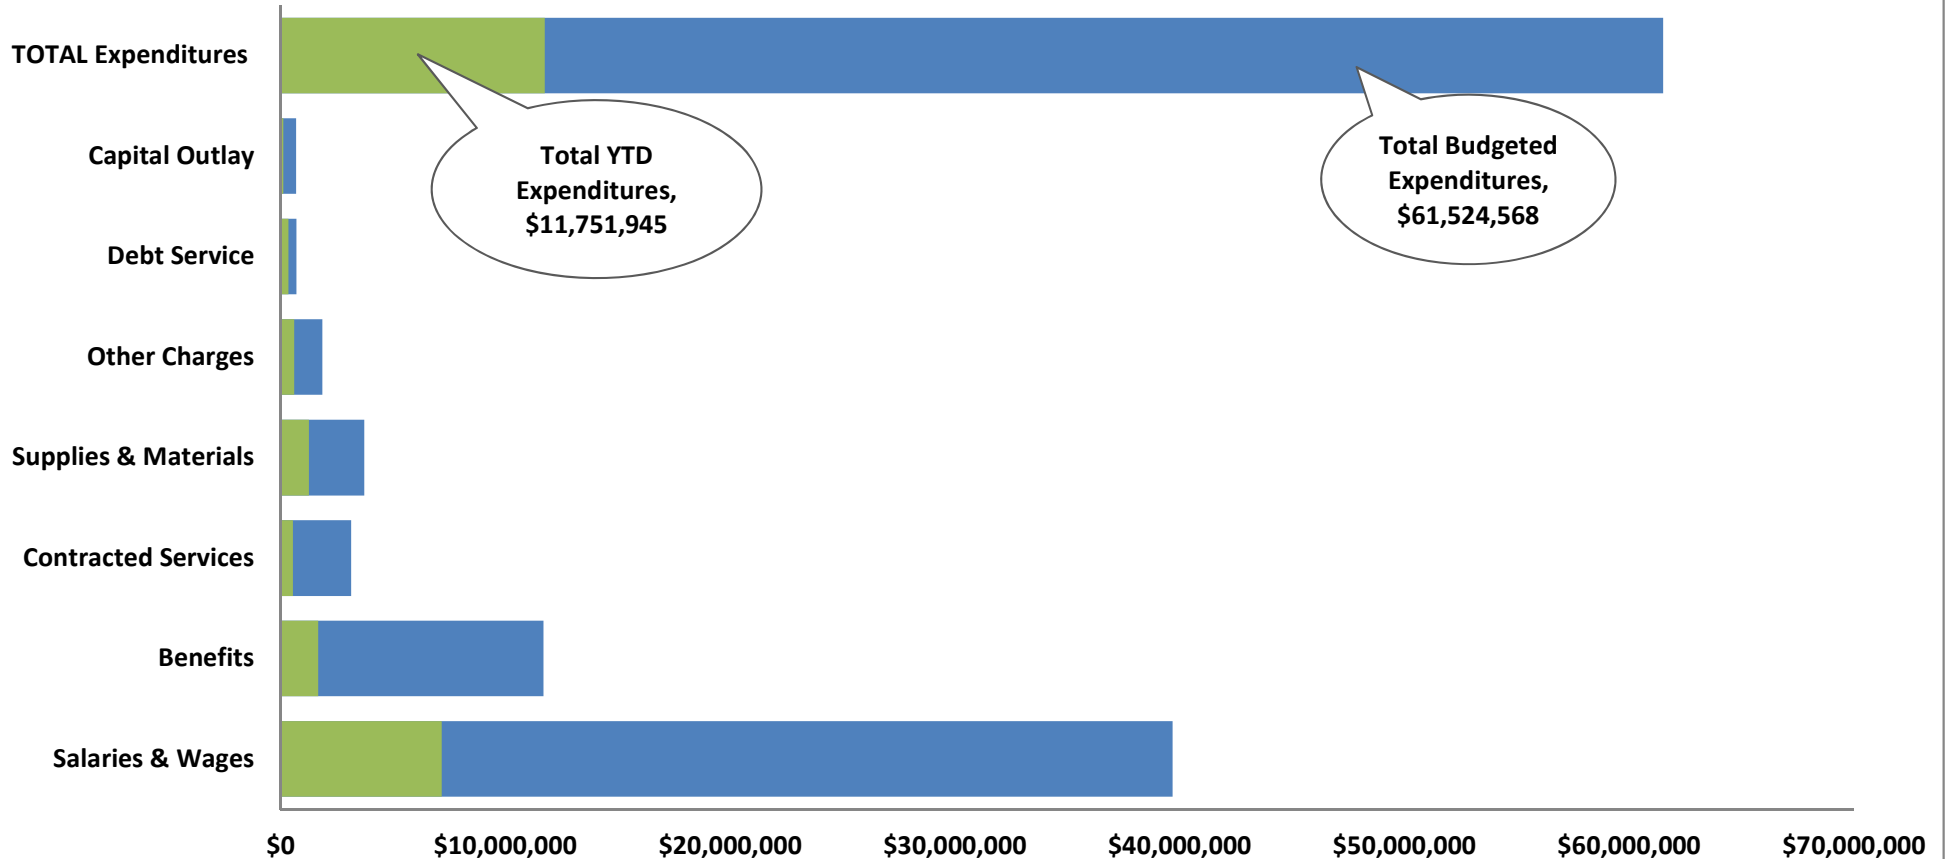 TOTAL Expenditures
Total YTD
Expenditures,
$11,751,945
Total Budgeted
Expenditures,
$61,524,568
Capital Outlay
Debt Service
Other Charges
Supplies & Materials
Contracted Services
Benefits
Salaries & Wages
$0 $10,000,000 $20,000,000 $30,000,000 $40,000,000 $50,000,000 $60,000,000 $70,000,000